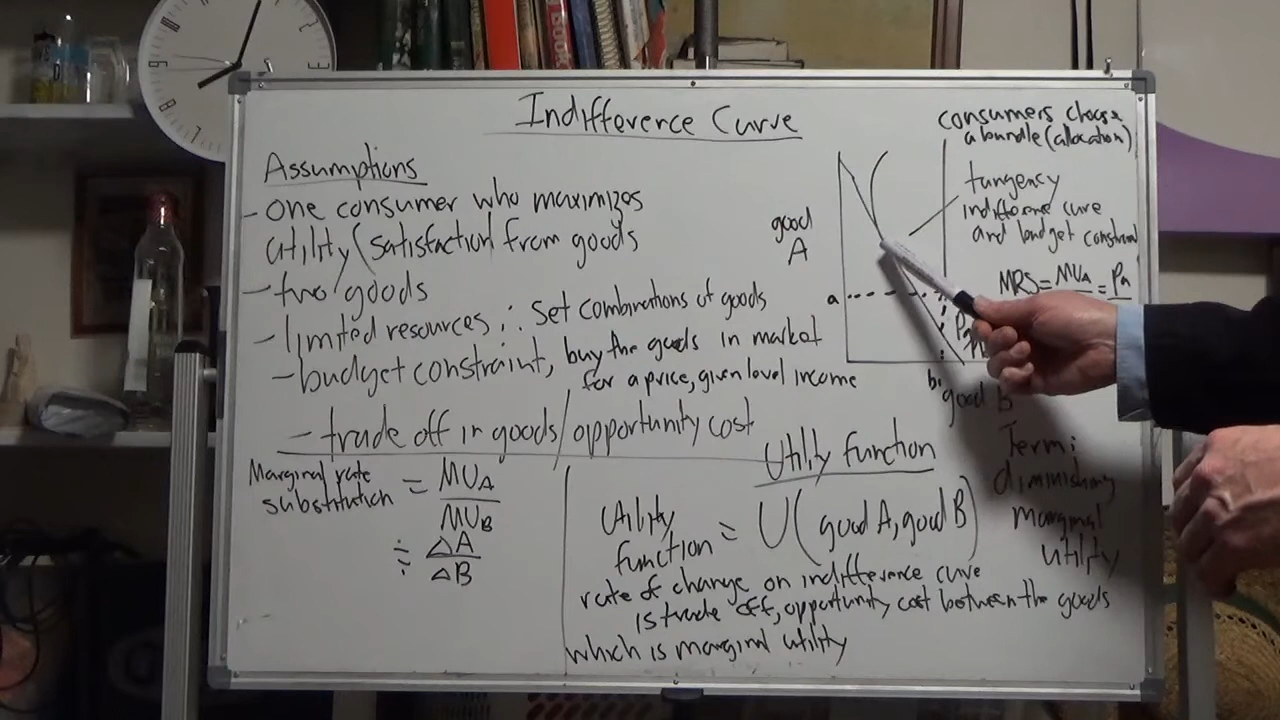 Indifference Curve
Assumptions
- one consumer who maximizes
utility (satisfaction from goods
- two goods
- limited resources ∴ set combinations of goods
- budget constraint, buy the goods in market
for a price, given level income
- trade off in goods/opportunity cost
Marginal rate
substitution = MUA
MUB
÷ △A
△B
Utility function
Utility
function = U(good A, good B)
rate of change on indifference curve
is trade off, opportunity cost between the goods
which is marginal utility
consumers choose
a bundle (allocation)
tangency
indifference curve
and budget constraint
MRS = MUA = Pa
good
A
a
b
good B
Term:
diminishing
marginal
utility